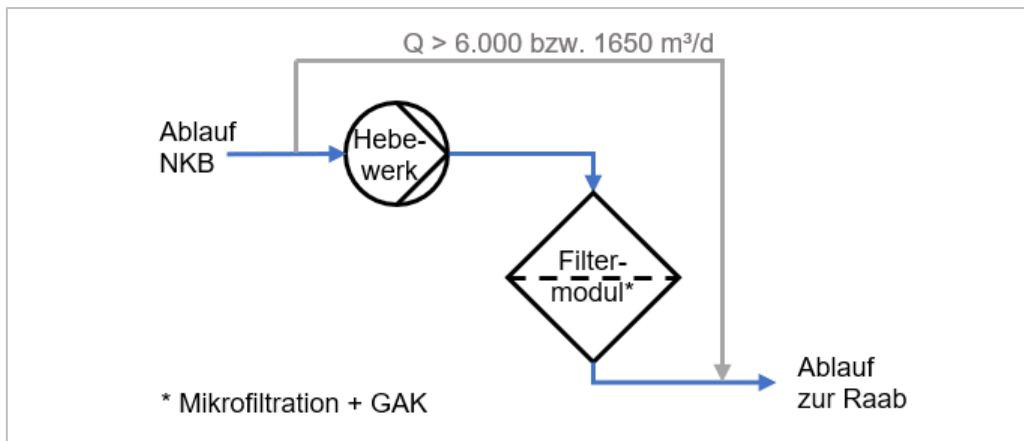 Q > 6.000 bzw. 1650 m³/d
Ablauf
NKB
Hebe-
werk
Filter-
modul*
Ablauf
zur Raab
* Mikrofiltration + GAK